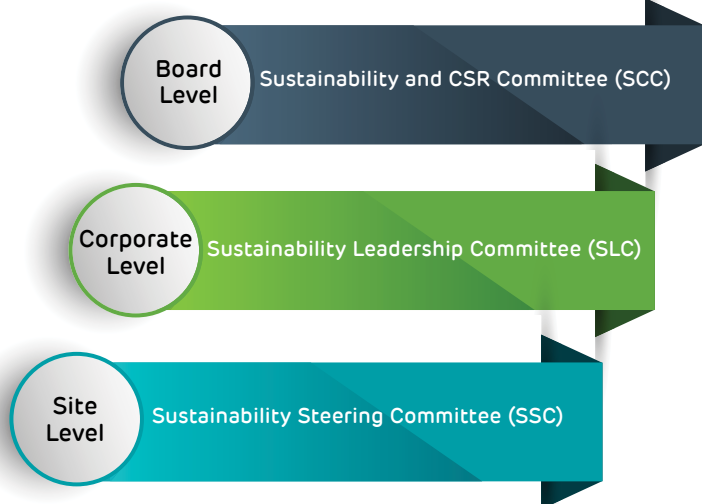 Board
Level
Sustainability and CSR Committee (SCC)
Corporate
Level
Sustainability Leadership Committee (SLC)
Site
Level
Sustainability Steering Committee (SSC)